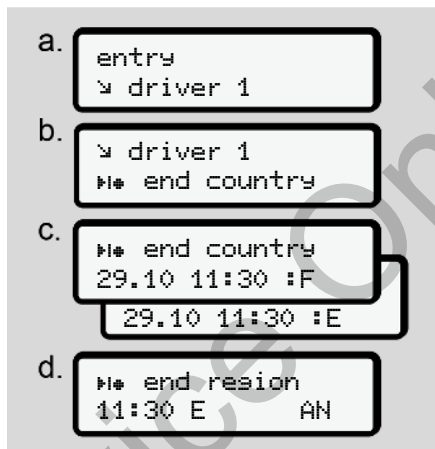 a.
entry
↘ driver 1
b.
↘ driver 1
end country
c.
end country
29.10 11:30 :F
29.10 11:30 :E
d.
end region
11:30 E AN